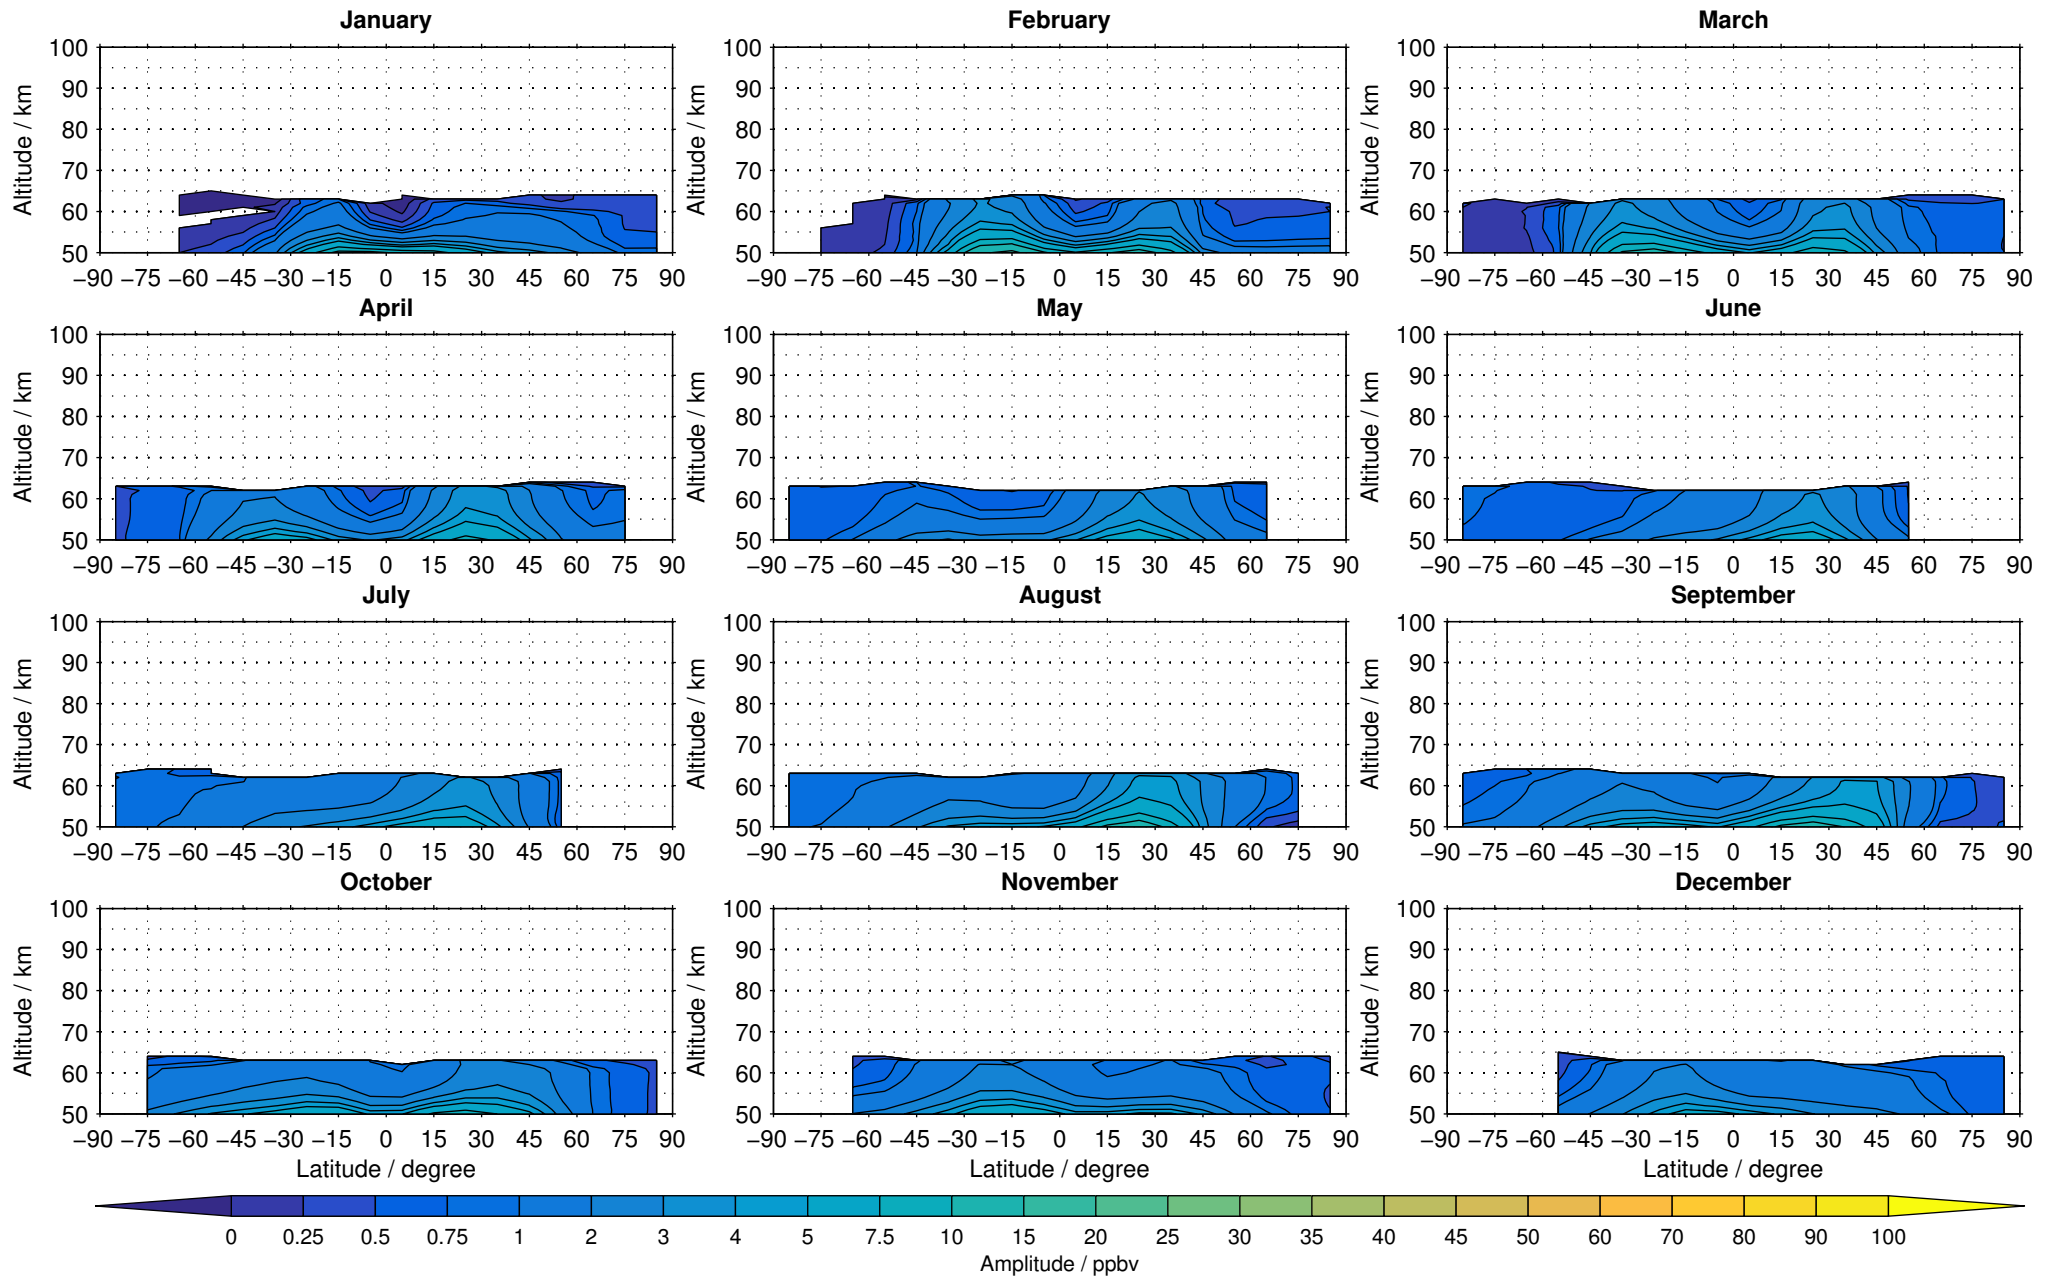 January February March
100 100 100
90 90 90
80 80 80
70 70 70
60 60 60
50 50 50
Altitude / km Altitude / km Altitude / km
−90 −75 −60 −45 −30 −15 0 15 30 45 60 75 90 −90 −75 −60 −45 −30 −15 0 15 30 45 60 75 90 −90 −75 −60 −45 −30 −15 0 15 30 45 60 75 90
April May June
100 100 100
90 90 90
80 80 80
70 70 70
60 60 60
50 50 50
Altitude / km Altitude / km Altitude / km
−90 −75 −60 −45 −30 −15 0 15 30 45 60 75 90 −90 −75 −60 −45 −30 −15 0 15 30 45 60 75 90 −90 −75 −60 −45 −30 −15 0 15 30 45 60 75 90
July August September
100 100 100
90 90 90
80 80 80
70 70 70
60 60 60
50 50 50
Altitude / km Altitude / km Altitude / km
−90 −75 −60 −45 −30 −15 0 15 30 45 60 75 90 −90 −75 −60 −45 −30 −15 0 15 30 45 60 75 90 −90 −75 −60 −45 −30 −15 0 15 30 45 60 75 90
October November December
100 100 100
90 90 90
80 80 80
70 70 70
60 60 60
50 50 50
Altitude / km Altitude / km Altitude / km
−90 −75 −60 −45 −30 −15 0 15 30 45 60 75 90 −90 −75 −60 −45 −30 −15 0 15 30 45 60 75 90 −90 −75 −60 −45 −30 −15 0 15 30 45 60 75 90
Latitude / degree Latitude / degree Latitude / degree
0 0.25 0.5 0.75 1 2 3 4 5 7.5 10 15 20 25 30 35 40 45 50 60 70 80 90 100
Amplitude / ppbv